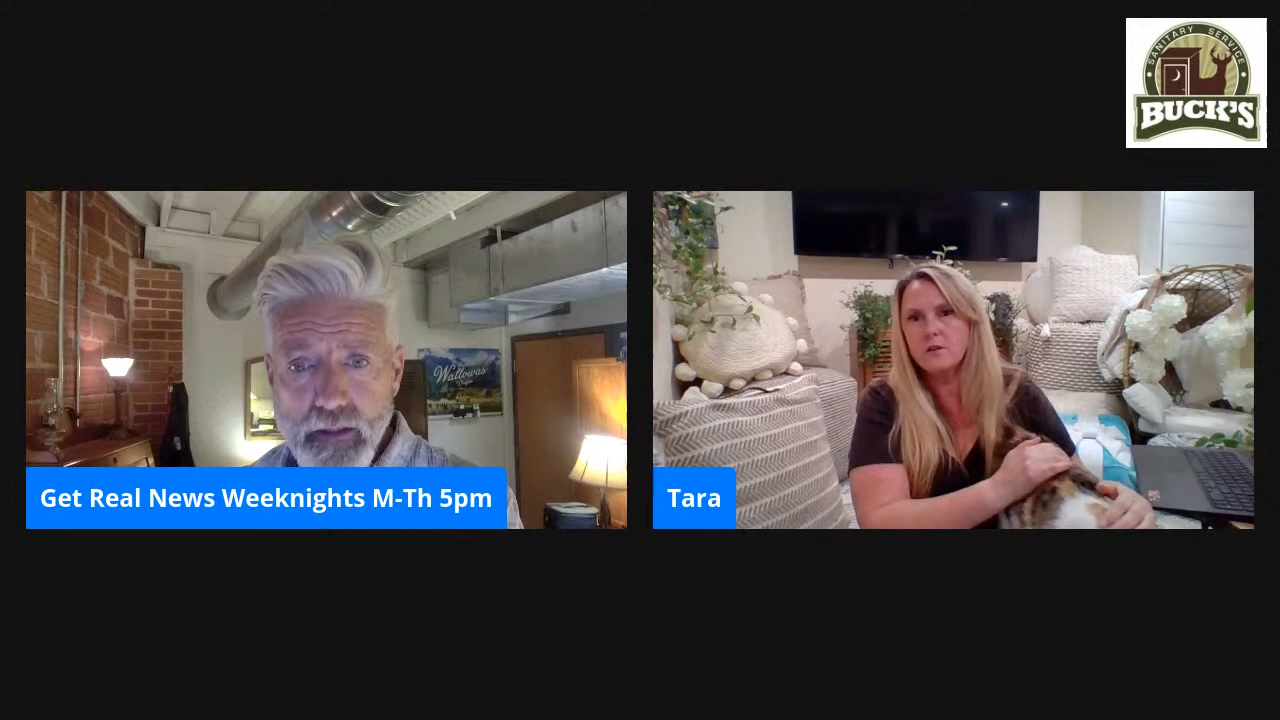 SANITARY SERVICE
BUCK'S
Wallowas
Get Real News Weeknights M-Th 5pm
Tara